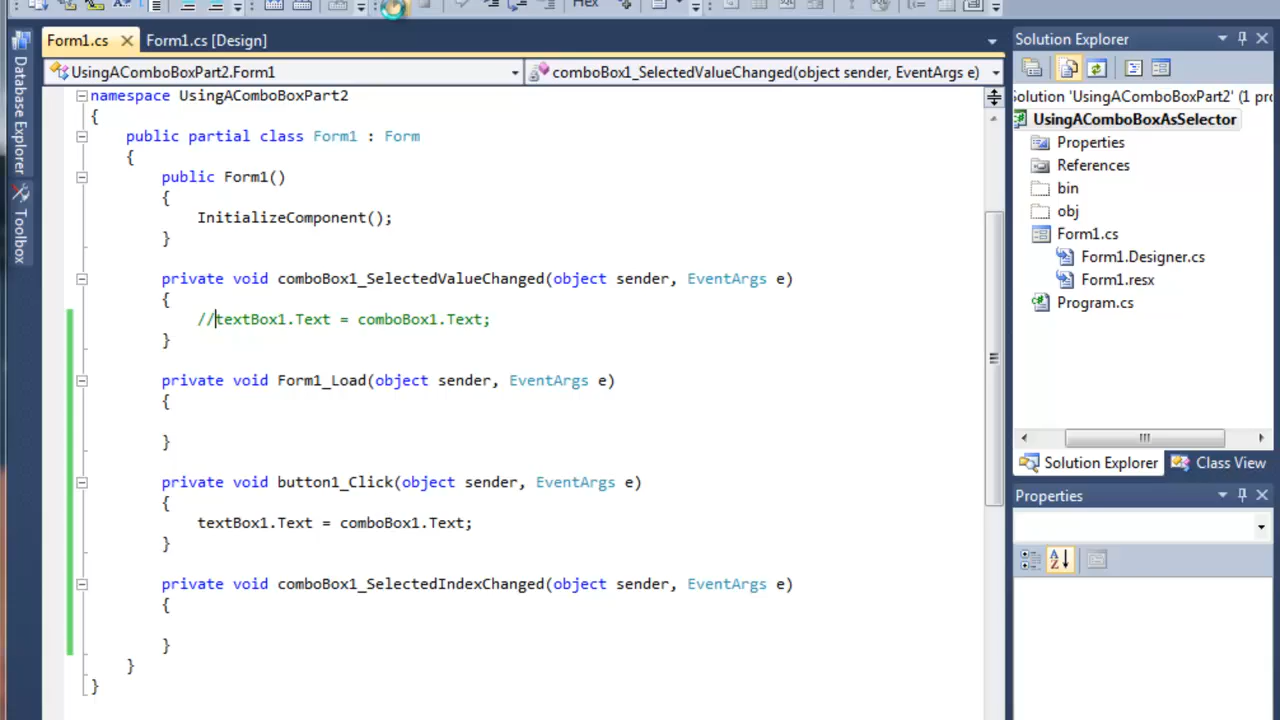 Hex
Form1.cs
Form1.cs [Design]
UsingAComboBoxPart2.Form1
comboBox1_SelectedValueChanged(object sender, EventArgs e)
namespace UsingAComboBoxPart2
{
public partial class Form1 : Form
{
public Form1()
{
InitializeComponent();
}
private void comboBox1_SelectedValueChanged(object sender, EventArgs e)
{
//textBox1.Text = comboBox1.Text;
}
private void Form1_Load(object sender, EventArgs e)
{
}
private void button1_Click(object sender, EventArgs e)
{
textBox1.Text = comboBox1.Text;
}
private void comboBox1_SelectedIndexChanged(object sender, EventArgs e)
{
}
}
}
Database Explorer
Toolbox
Solution Explorer
Solution 'UsingAComboBoxPart2' (1 pro
UsingAComboBoxAsSelector
Properties
References
bin
obj
Form1.cs
Form1.Designer.cs
Form1.resx
Program.cs
Solution Explorer
Class View
Properties